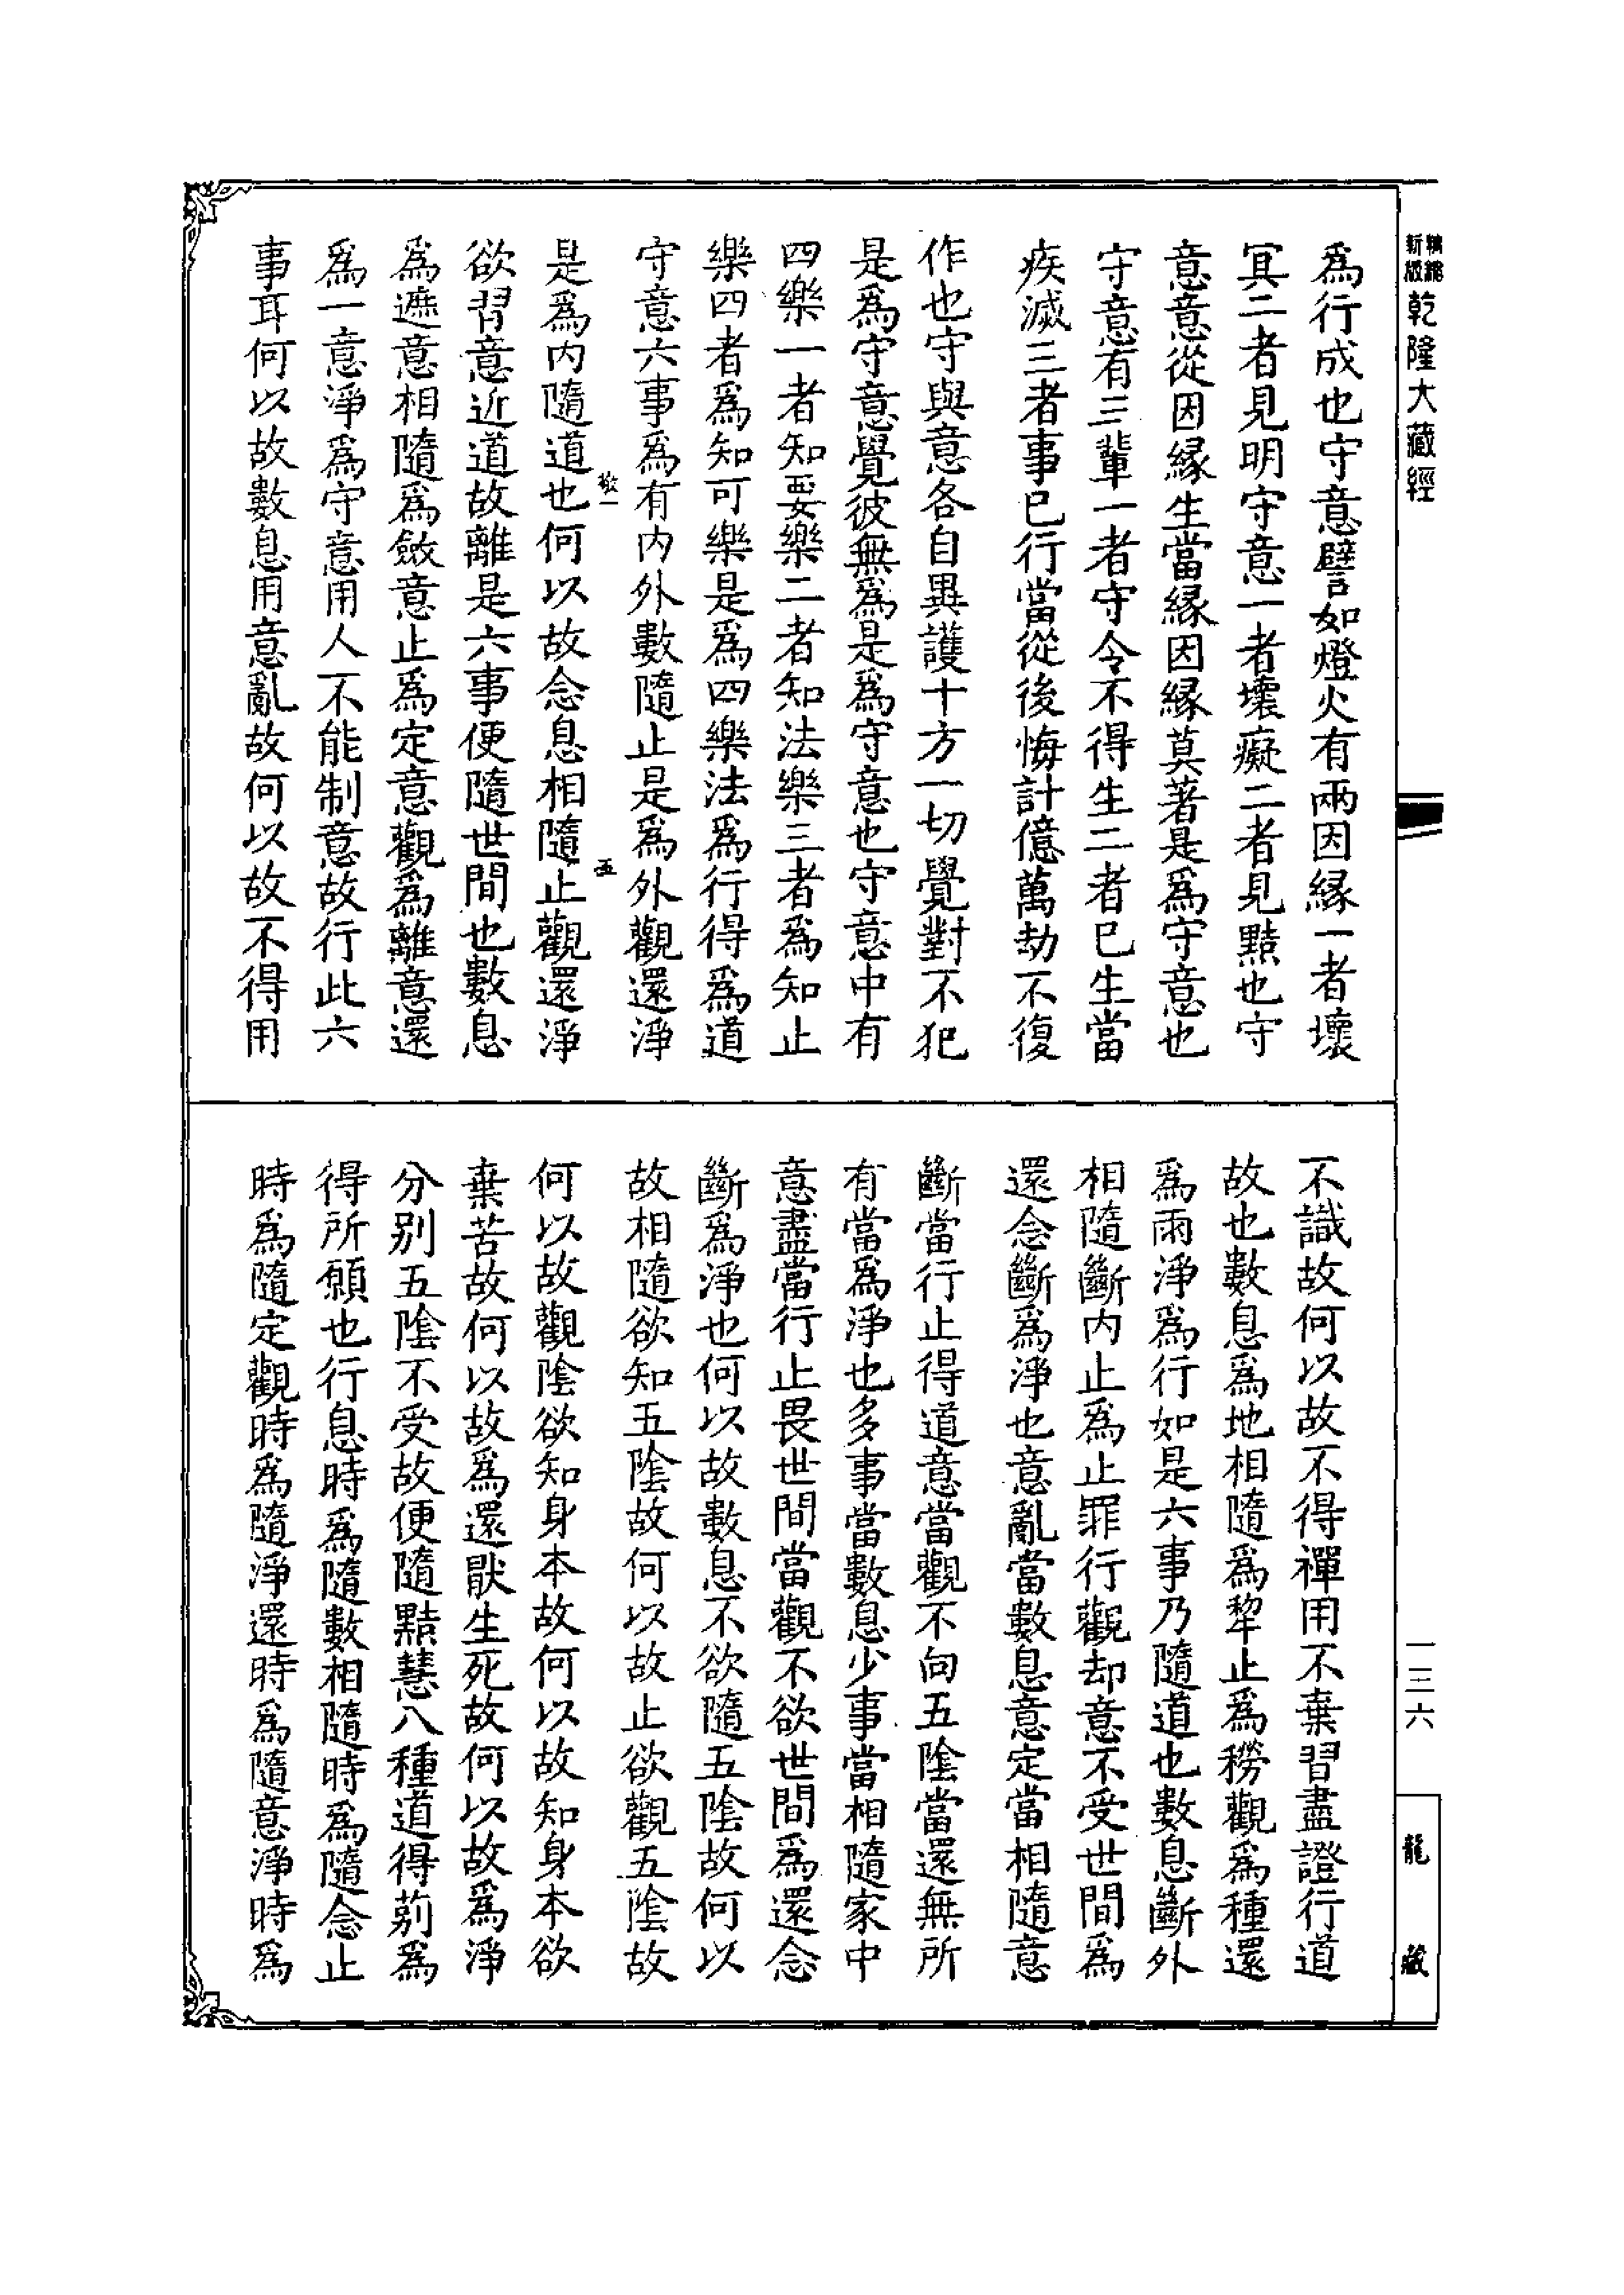 乾隆大藏經
爲行成也守意譬如燈火有兩因緣一者壞
冥二者見明守意一者壞癡二者見黠也守
意意從因緣生當緣因緣莫著是爲守意也
守意有三輩一者守令不得生二者已生當
疾滅三者事已行當從後悔計億萬劫不復
作也守與意各自異護十方一切覺對不犯
是爲守意覺彼無爲是爲守意也守意中有
四樂一者知要樂二者知法樂三者爲知止
樂四者爲知可樂是爲四樂法爲行得爲道
守意六事爲有内外數隨止是爲外觀還淨
是爲内隨道也何以故念息相隨止觀還淨
欲習意近道故離是六事便隨世間也數息
爲遮意相隨爲斂意止爲定意觀爲離意還
爲一意淨爲守意用人不能制意故行此六
事耳何以故數息用意亂故何以故不得用
不識故何以故不得禪用不棄習盡證行道
故也數息爲地相隨爲犂止爲㭮觀爲種還
爲雨淨爲行如是六事乃隨道也數息斷外
相隨斷内止爲止罪行觀却意不受世間爲
還念斷爲淨也意亂當數息意定當相隨意
斷當行止得道意當觀不向五陰當還無所
有當爲淨也多事當數息少事當相隨家中
意盡當行止畏世間當觀不欲世間爲還念
斷爲淨也何以故數息不欲隨五陰故何以
故相隨欲知五陰故何以故止欲觀五陰故
何以故觀陰欲知身本故何以故知身本欲
棄苦故何以故爲還厭生死故何以故爲淨
分别五陰不受故便隨黠慧八種道得莂爲
得所願也行息時爲隨數相隨時爲隨念止
時爲隨定觀時爲隨淨還時爲隨意淨時爲
一三六
龍藏